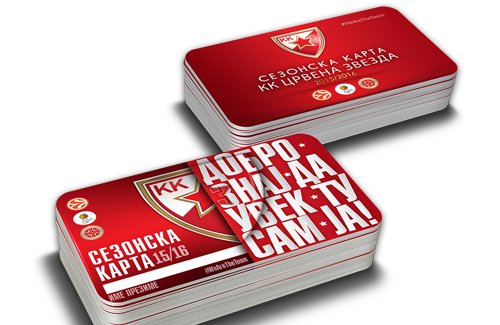 #WeAreTheTeam
КК
СЕЗОНСКА КАРТА
КК ЦРВЕНА ЗВЕЗДА
2015/2016
КК
ДОБРО
ЗНАЈ ДА
УВЕК ТУ
САМ ЈА!
СЕЗОНСКА
КАРТА 15/16
#WeAreTheTeam
ИМЕ ПРЕЗИМЕ